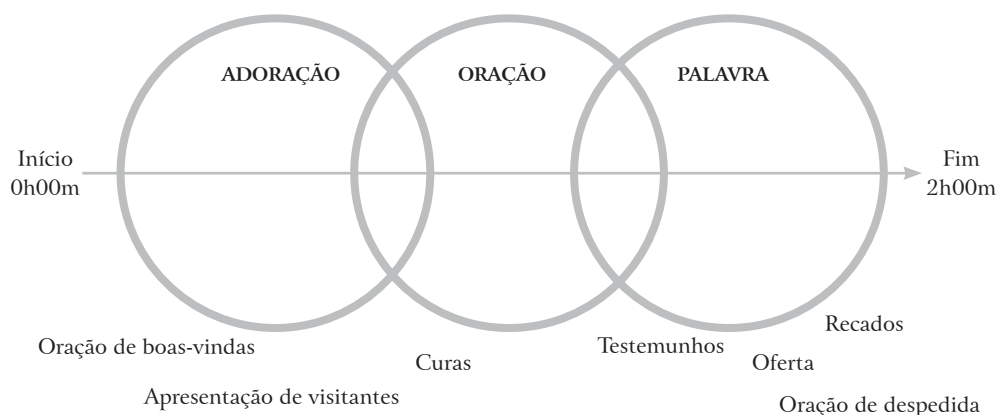 ADORAÇÃO
ORAÇÃO
PALAVRA
Início
0h00m
Fim
2h00m
Oração de boas-vindas
Apresentação de visitantes
Curas
Testemunhos
Oferta
Recados
Oração de despedida